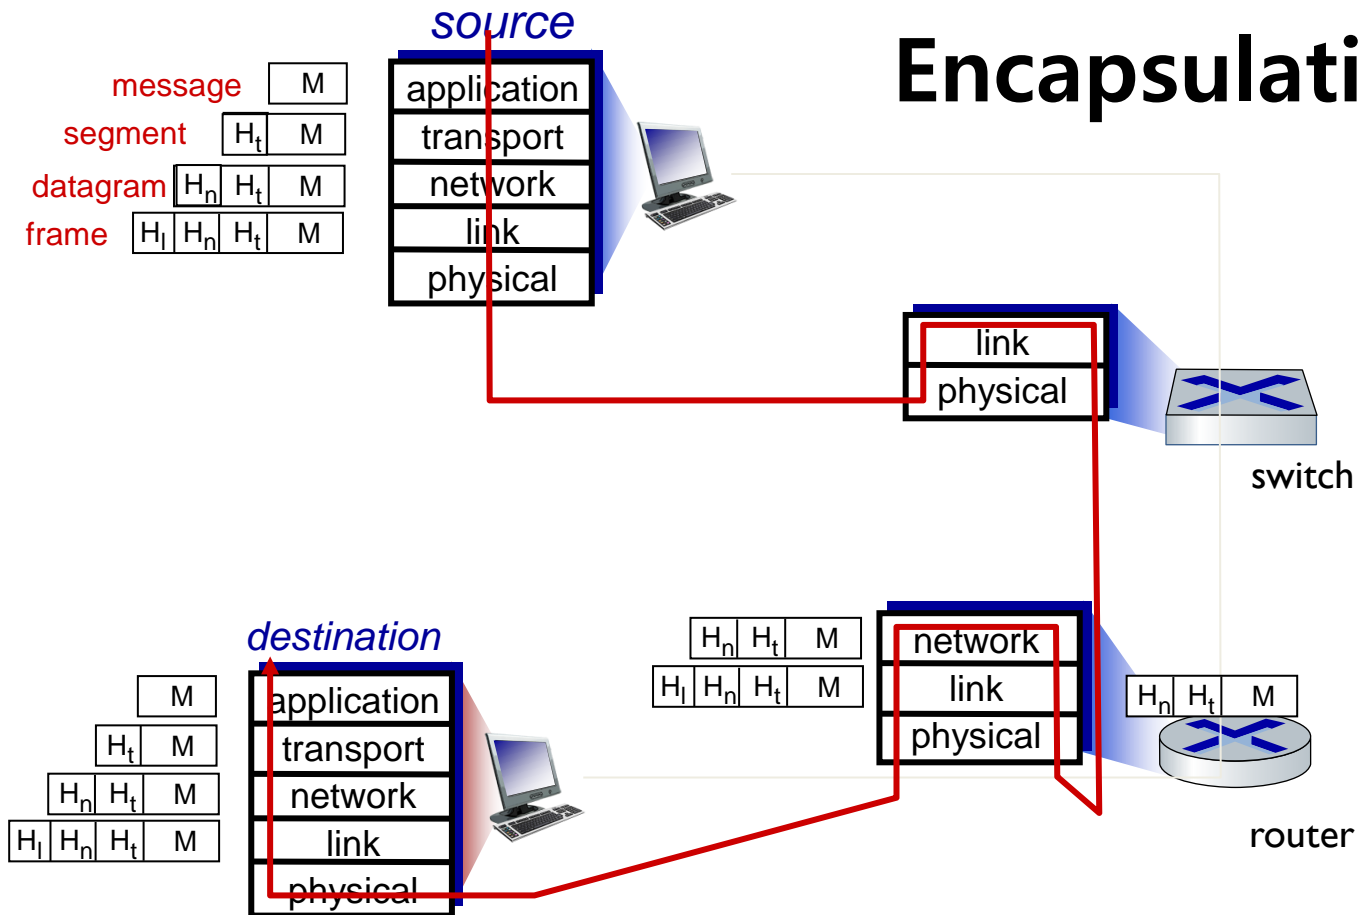 source
Encapsulati
message M
application
segment Ht M
transport
datagram Hn Ht M
network
frame Hl Hn Ht M
link
physical
link
physical
switch
destination
Hn Ht M
network
Hl Hn Ht M
link
Hn Ht M
physical
router
M
application
Ht M
transport
Hn Ht M
network
Hl Hn Ht M
link
physical